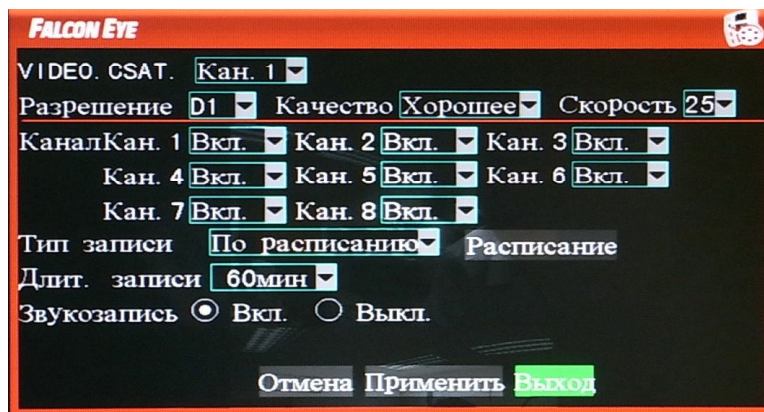 FALCON EYE
VIDEO. CSAT. Кан. 1
Разрешение D1 Качество Хорошее Скорость 25
Канал Кан. 1 Вкл. Кан. 2 Вкл. Кан. 3 Вкл.
Кан. 4 Вкл. Кан. 5 Вкл. Кан. 6 Вкл.
Кан. 7 Вкл. Кан. 8 Вкл.
Тип записи По расписанию Расписание
Длит. записи 60мин
Звукозапись Вкл. Выкл.
Отмена Применить Выход